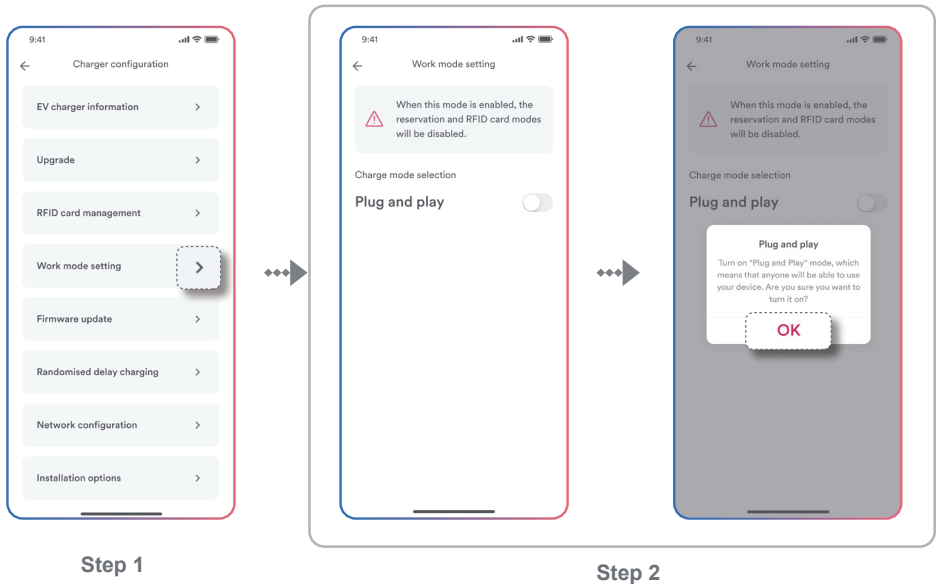 9:41
Charger configuration
EV charger information
Upgrade
RFID card management
Work mode setting
Firmware update
Randomised delay charging
Network configuration
Installation options
Step 1
9:41
Work mode setting
When this mode is enabled, the
reservation and RFID card modes
will be disabled.
Charge mode selection
Plug and play
9:41
Work mode setting
When this mode is enabled, the
reservation and RFID card modes
will be disabled.
Charge mode selection
Plug and play
Plug and play
Turn on "Plug and Play" mode, which
means that anyone will be able to use
your device. Are you sure you want to
turn it on?
OK
Step 2